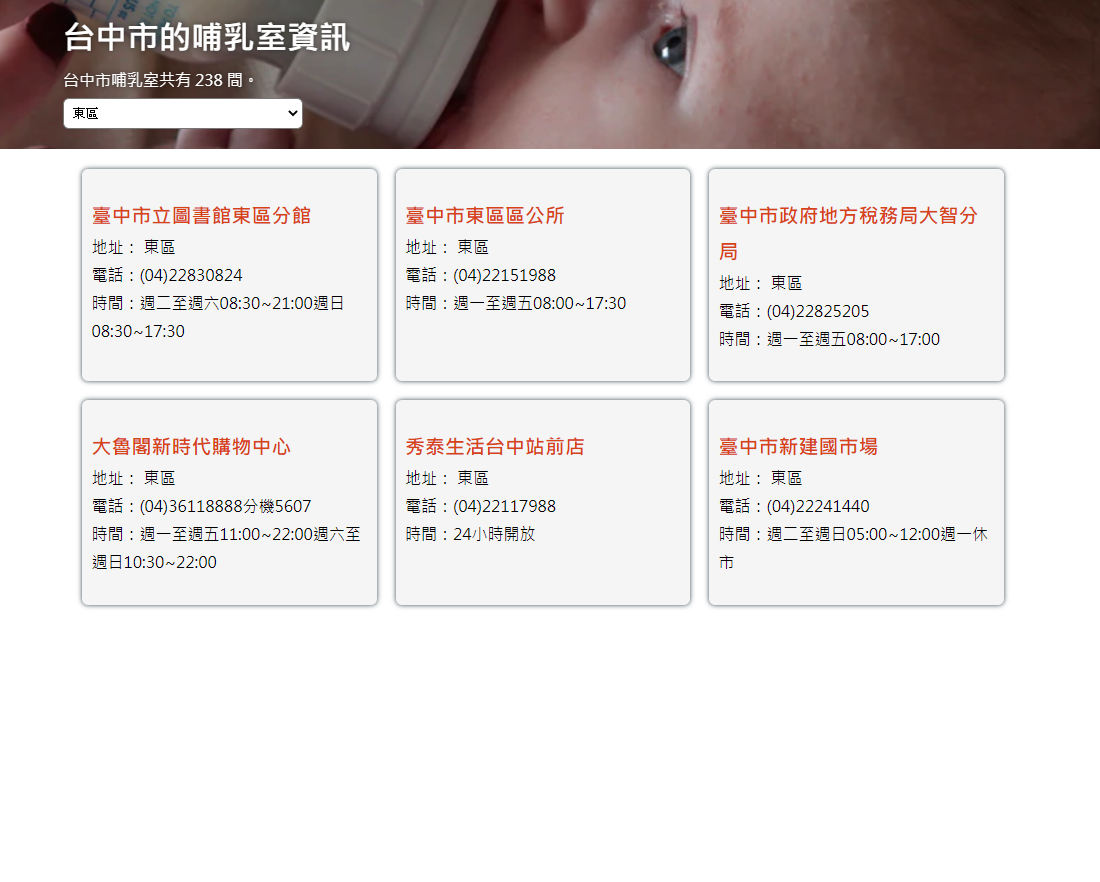 台中市的哺乳室資訊
台中市哺乳室共有 238 間。
東區
臺中市立圖書館東區分館
地址： 東區
電話：(04)22830824
時間：週二至週六08:30~21:00週日
08:30~17:30
臺中市東區區公所
地址： 東區
電話：(04)22151988
時間：週一至週五08:00~17:30
臺中市政府地方稅務局大智分
局
地址： 東區
電話：(04)22825205
時間：週一至週五08:00~17:00
大魯閣新時代購物中心
地址： 東區
電話：(04)36118888分機5607
時間：週一至週五11:00~22:00週六至
週日10:30~22:00
秀泰生活台中站前店
地址： 東區
電話：(04)22117988
時間：24小時開放
臺中市新建國市場
地址： 東區
電話：(04)22241440
時間：週二至週日05:00~12:00週一休
市